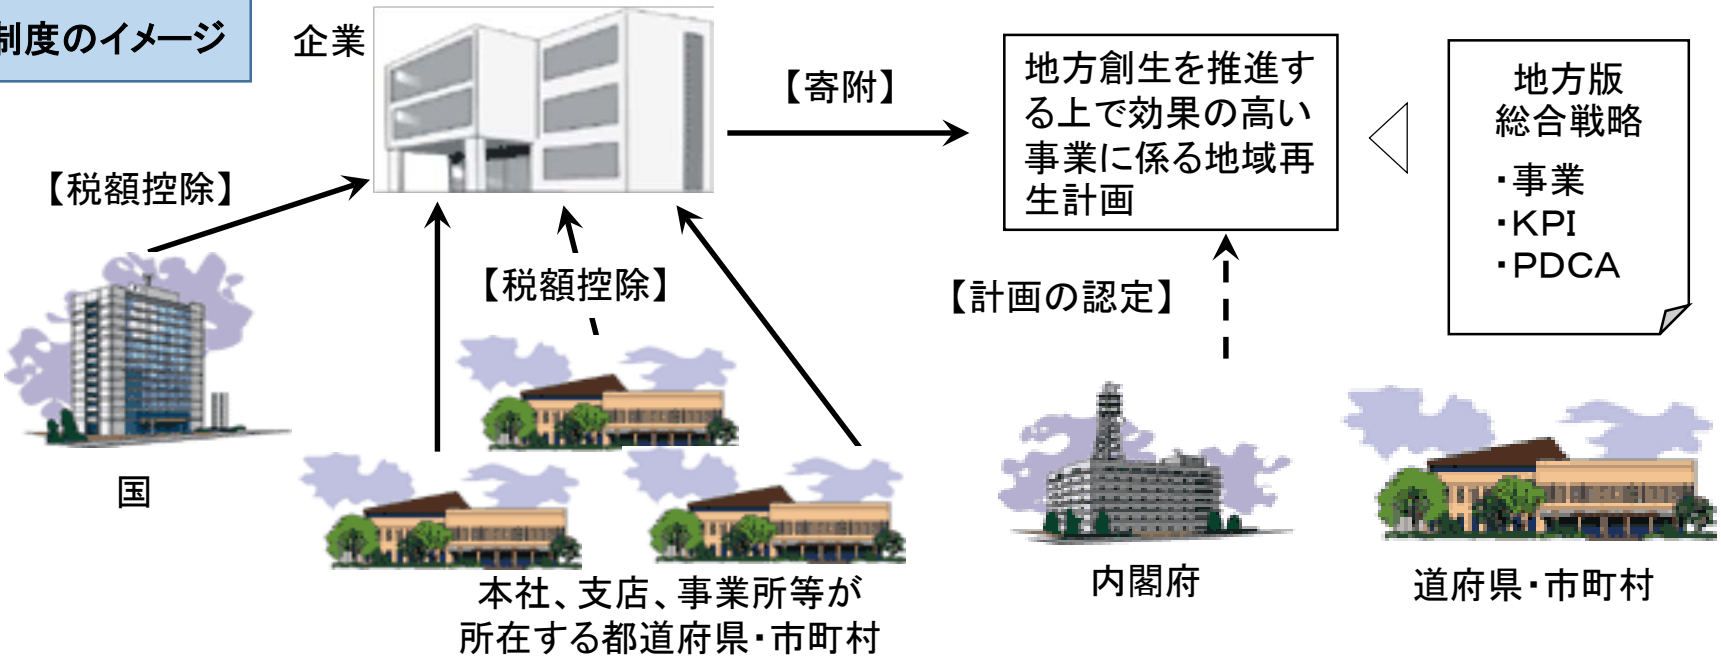 制度のイメージ
企業
【寄附】
地方創生を推進す
る上で効果の高い
事業に係る地域再
生計画
地方版
総合戦略
・事業
・KPI
・PDCA
【税額控除】
【税額控除】
【計画の認定】
国
本社、支店、事業所等が
所在する都道府県・市町村
内閣府
道府県・市町村